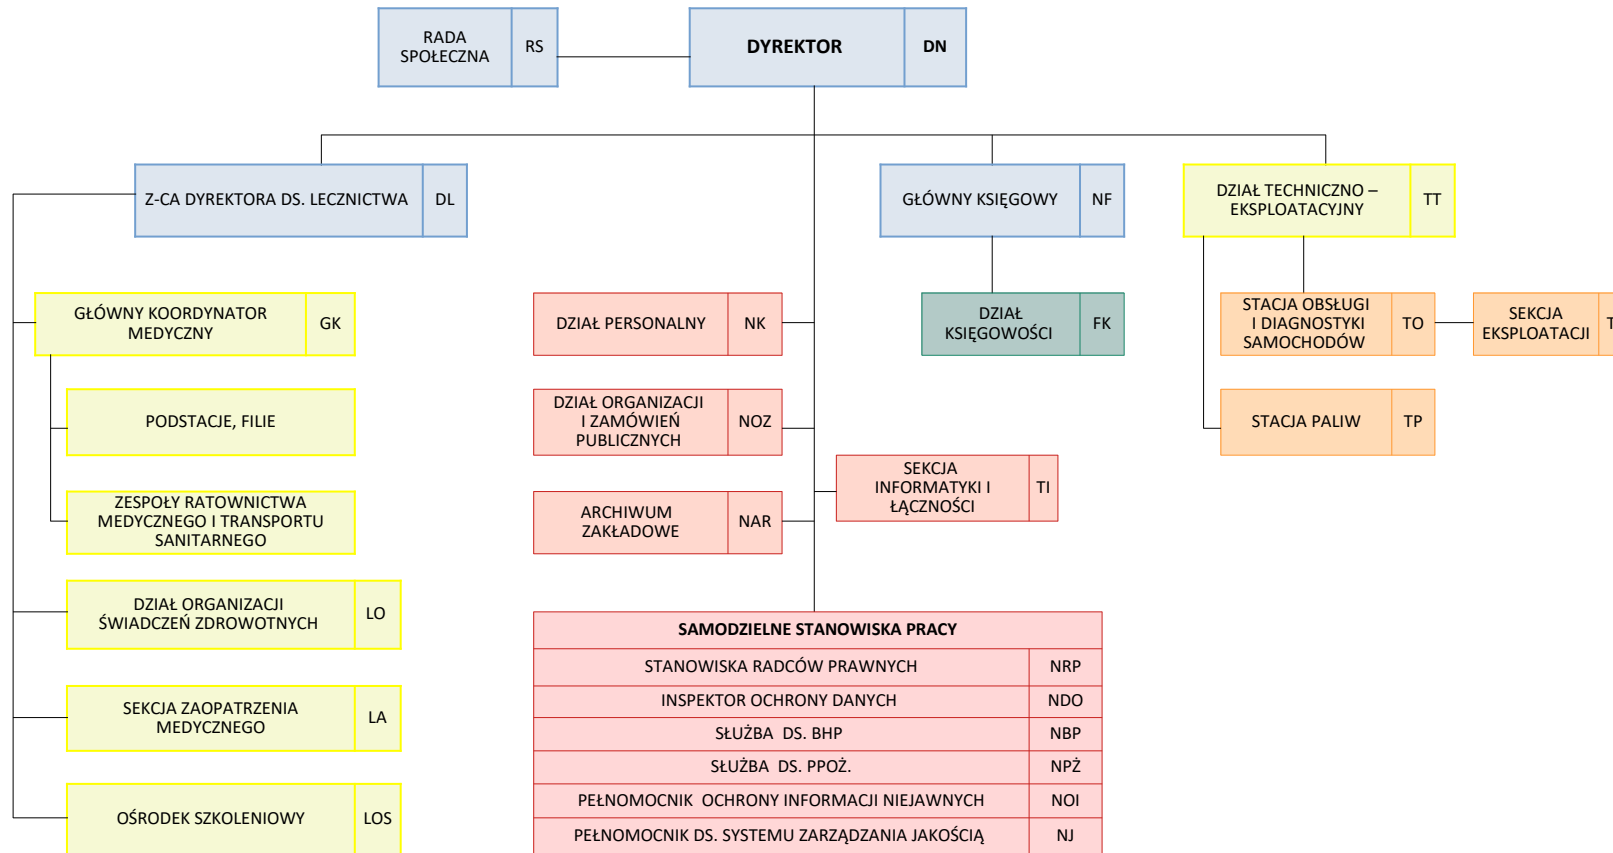 RADA
SPOŁECZNA
RS
DYREKTOR
DN
Z-CA DYREKTORA DS. LECZNICTWA
DL
GŁÓWNY KSIĘGOWY
NF
DZIAŁ TECHNICZNO –
EKSPLOATACYJNY
TT
GŁÓWNY KOORDYNATOR
MEDYCZNY
GK
DZIAŁ PERSONALNY
NK
DZIAŁ
KSIĘGOWOŚCI
FK
STACJA OBSŁUGI
I DIAGNOSTYKI
SAMOCHODÓW
TO
SEKCJA
EKSPLOATACJI
PODSTACJE, FILIE
DZIAŁ ORGANIZACJI
I ZAMÓWIEŃ
PUBLICZNYCH
NOZ
STACJA PALIW
TP
SEKCJA
INFORMATYKI I
ŁĄCZNOŚCI
TI
ZESPOŁY RATOWNICTWA
MEDYCZNEGO I TRANSPORTU
SANITARNEGO
ARCHIWUM
ZAKŁADOWE
NAR
DZIAŁ ORGANIZACJI
ŚWIADCZEŃ ZDROWOTNYCH
LO
SEKCJA ZAOPATRZENIA
MEDYCZNEGO
LA
OŚRODEK SZKOLENIOWY
LOS
SAMODZIELNE STANOWISKA PRACY
STANOWISKA RADCÓW PRAWNYCH NRP
INSPEKTOR OCHRONY DANYCH NDO
SŁUŻBA DS. BHP NBP
SŁUŻBA DS. PPOŻ. NPŻ
PEŁNOMOCNIK OCHRONY INFORMACJI NIEJAWNYCH NOI
PEŁNOMOCNIK DS. SYSTEMU ZARZĄDZANIA JAKOŚCIĄ NJ